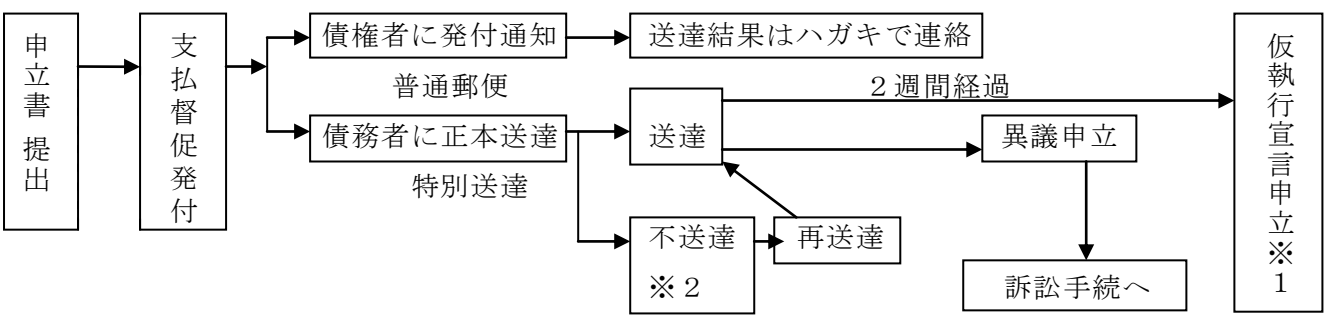 申立書 提出
支払督促発付
債権者に発付通知
送達結果はハガキで連絡
普通郵便
債務者に正本送達
特別送達
送達
２週間経過
異議申立
不送達
※２
再送達
訴訟手続へ
仮執行宣言申立※１